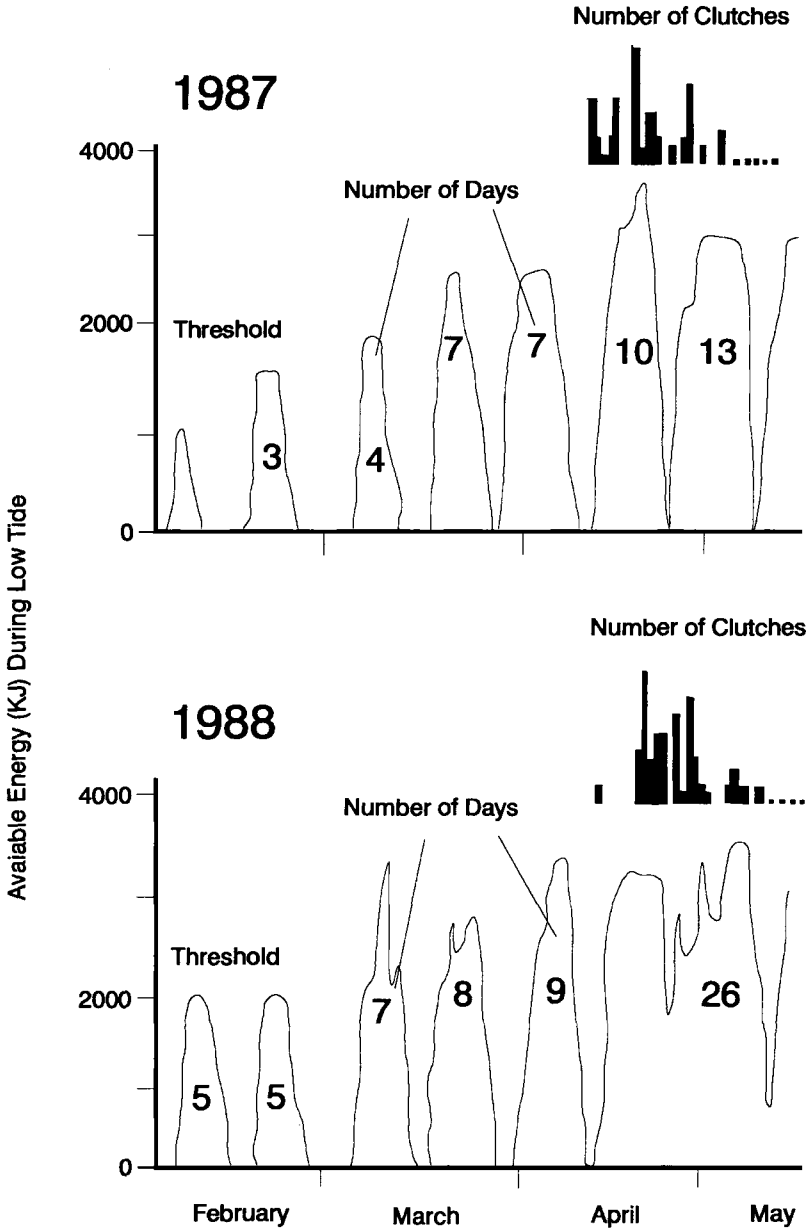 Number of Clutches
1987
4000
Number of Days
2000
Threshold
7
7
10
13
3
4
0
Avaiable Energy (KJ) During Low Tide
Number of Clutches
1988
4000
Number of Days
Threshold
2000
7
8
9
26
5
5
0
February
March
April
May